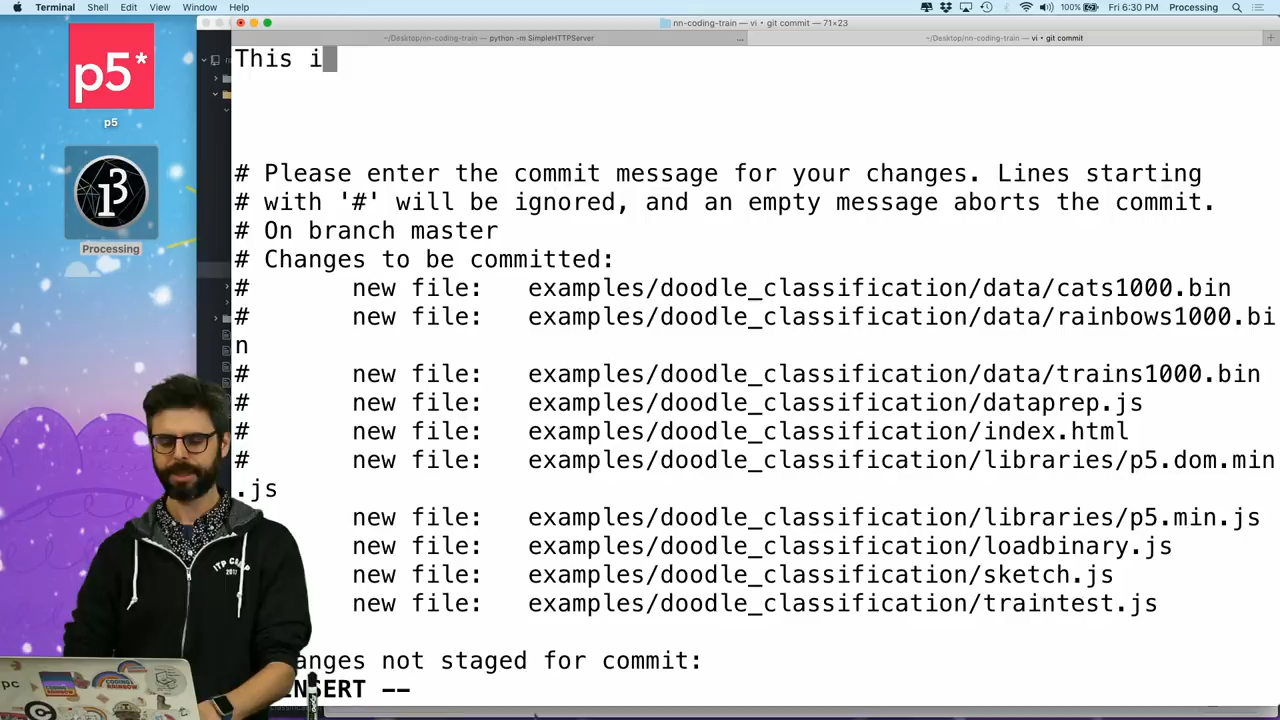 Terminal Shell Edit View Window Help
100% Fri 6:30 PM Processing
nn-coding-train — vi • git commit — 71×23
~/Desktop/nn-coding-train — python -m SimpleHTTPServer ... ~/Desktop/nn-coding-train — vi • git commit +
p5*
p5
Processing
This i
# Please enter the commit message for your changes. Lines starting
# with '#' will be ignored, and an empty message aborts the commit.
# On branch master
# Changes to be committed:
# new file: examples/doodle_classification/data/cats1000.bin
# new file: examples/doodle_classification/data/rainbows1000.bi
n
# new file: examples/doodle_classification/data/trains1000.bin
# new file: examples/doodle_classification/dataprep.js
# new file: examples/doodle_classification/index.html
# new file: examples/doodle_classification/libraries/p5.dom.min
.js
new file: examples/doodle_classification/libraries/p5.min.js
new file: examples/doodle_classification/loadbinary.js
new file: examples/doodle_classification/sketch.js
new file: examples/doodle_classification/traintest.js
anges not staged for commit:
NSERT --
ITP CAMP
2017
pc
CODING
RAINBOW